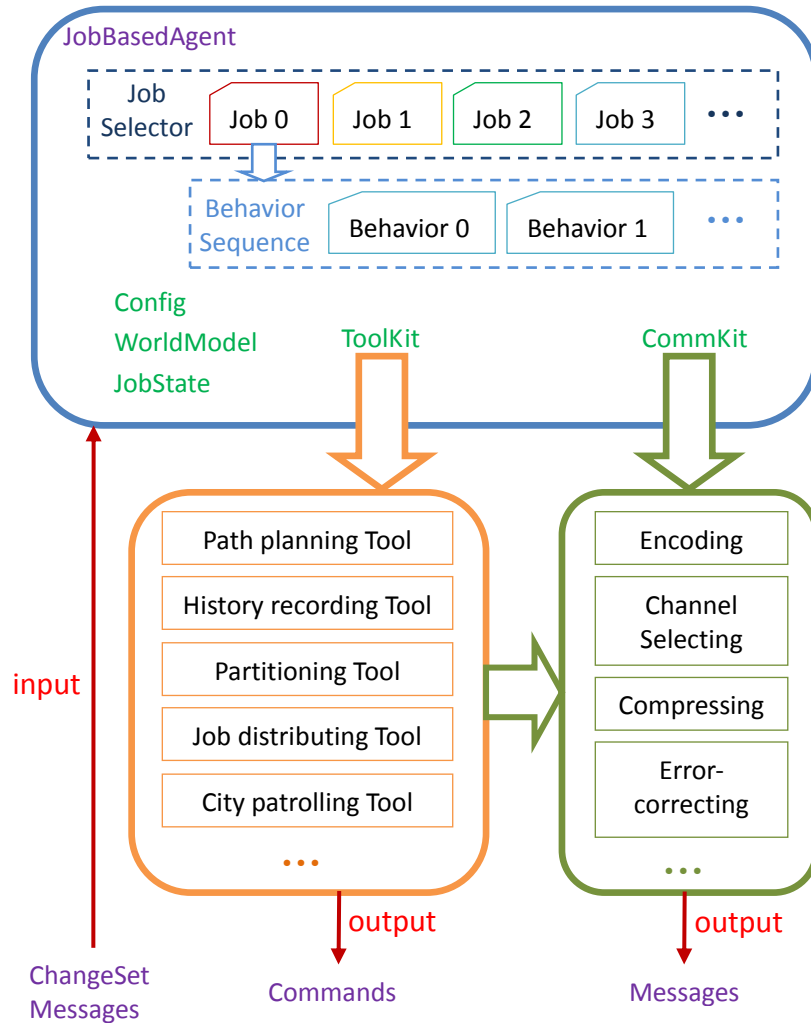 JobBasedAgent
Job
Selector
Job 0
Job 1
Job 2
Job 3
...
Behavior
Sequence
Behavior 0
Behavior 1
...
Config
WorldModel
JobState
ToolKit
CommKit
Path planning Tool
History recording Tool
Partitioning Tool
Job distributing Tool
City patrolling Tool
...
Encoding
Channel
Selecting
Compressing
Error-
correcting
...
input
output
output
ChangeSet
Messages
Commands
Messages